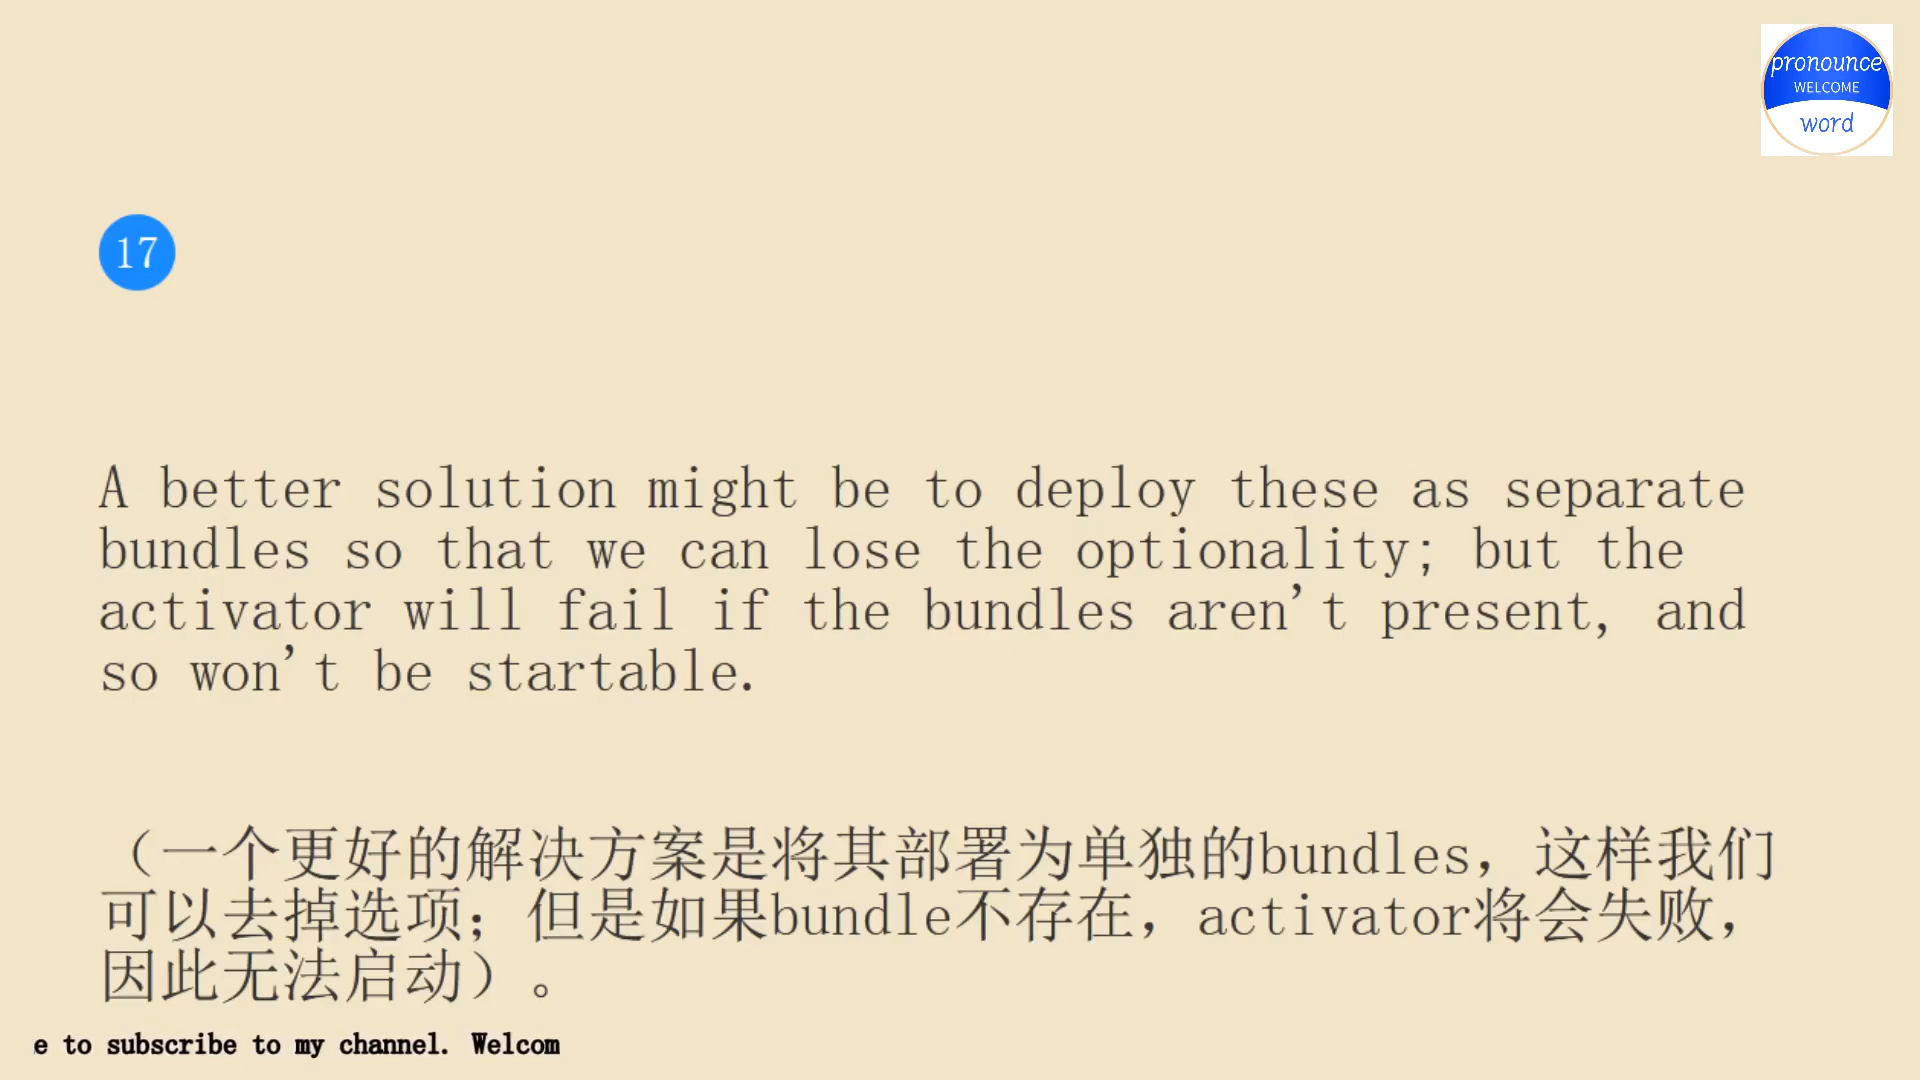 pronounce
WELCOME
word
17
A better solution might be to deploy these as separate
bundles so that we can lose the optionality; but the
activator will fail if the bundles aren't present, and
so won't be startable.
（一个更好的解决方案是将其部署为单独的bundles，这样我们
可以去掉选项；但是如果bundle不存在，activator将会失败，
因此无法启动）。
e to subscribe to my channel. Welcom